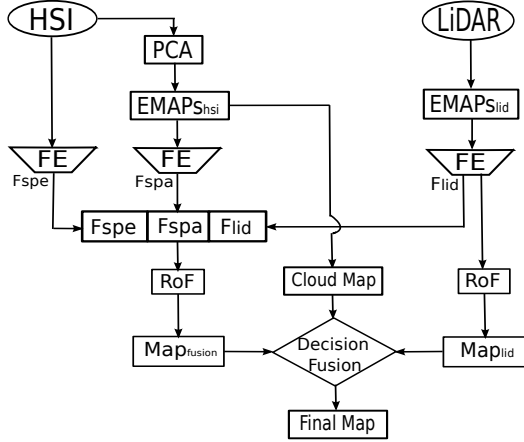 HSI
LiDAR
PCA
EMAPshsi
EMAPslid
FE
FE
FE
Fspe
Fspa
Flid
Fspe
Fspa
Flid
RoF
Cloud Map
RoF
Mapfusion
Decision
Fusion
Maplid
Final Map